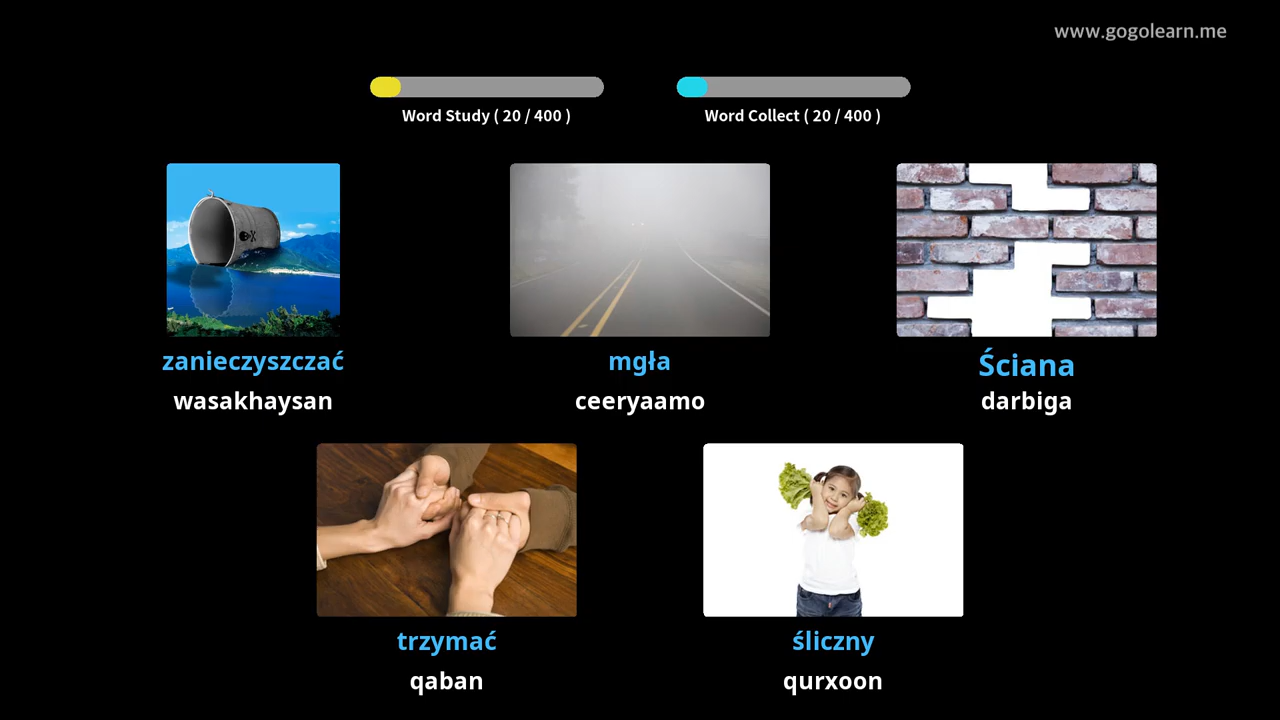 www.gogolearn.me
Word Study ( 20 / 400 )
Word Collect ( 20 / 400 )
zanieczyszczać
wasakhaysan
mgła
ceeryaamo
Ściana
darbiga
trzymać
qaban
śliczny
qurxoon